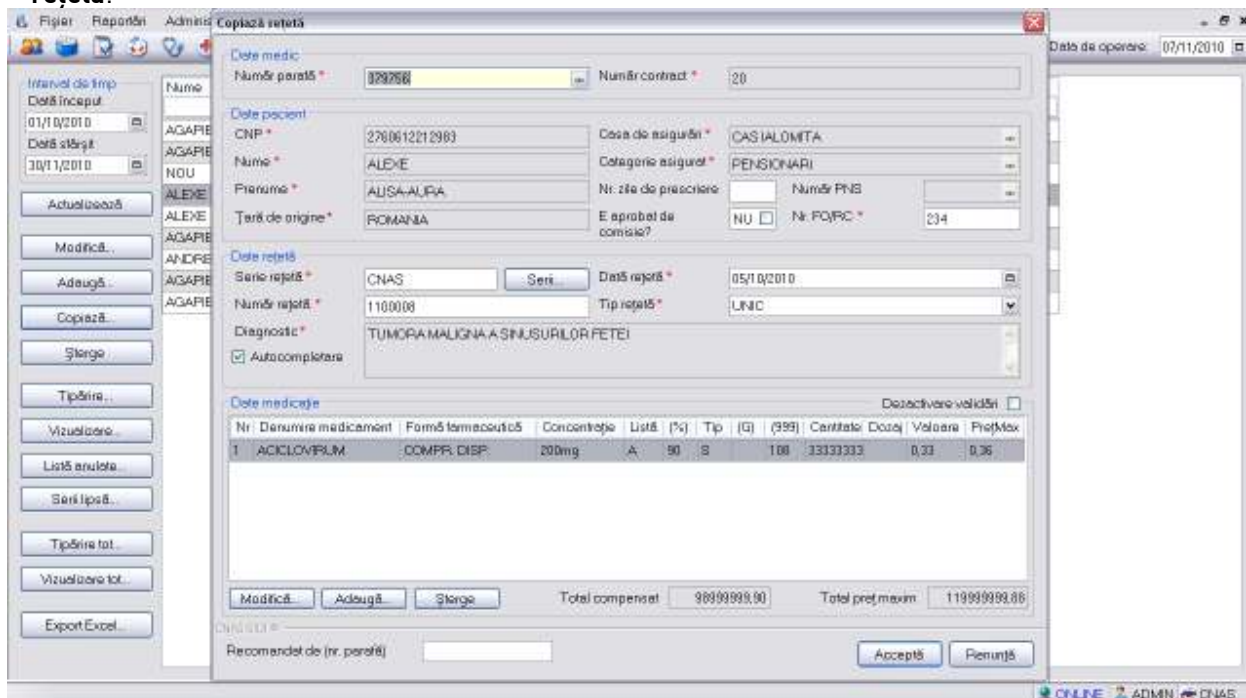 rețetă.
Fișier Raportări Adminis
Copiază rețetă
Data de operare: 07/11/2010
Interval de timp
Dată început
01/10/2010
Dată sfârșit
30/11/2010
Actualizează
Modifică...
Adaugă...
Copiază...
Șterge
Tipărire...
Vizualizare...
Listă anulate...
Serii lipsă...
Tipărire tot...
Vizualizare tot...
Export Excel...
Nume
AGAPIE
AGAPIE
NOU
ALEXE
ALEXE
AGAPIE
ANDRE
AGAPIE
AGAPIE
Date medic
Număr parafă * 379756 Număr contract * 20
Date pacient
CNP * 2760612212983 Casa de asigurări * CAS IALOMITA
Nume * ALEXE Categorie asigurat * PENSIONARI
Prenume * ALISA-AURA Nr. zile de prescriere Număr PNS
Țară de origine * ROMANIA E aprobat de comisie? NU Nr. FO/RC * 234
Date rețetă
Serie rețetă * CNAS Serii... Dată rețetă * 05/10/2010
Număr rețetă * 1100008 Tip rețetă * UNIC
Diagnostic * TUMORA MALIGNA A SINUSURILOR FETEI
Autocompletare
Date medicație Dezactivare validări
Nr Denumire medicament Formă farmaceutică Concentrație Listă (%) Tip (G) (999) Cantitate Dozaj Valoare PrețMax
1 ACICLOVIRUM COMPR. DISP. 200mg A 90 S 108 33333333 0,33 0,36
Modifică... Adaugă... Șterge Total compensat 98999999,90 Total preț maxim 119999999,88
Recomandat de (nr. parafă) Acceptă Renunță
ONLINE ADMIN CNAS